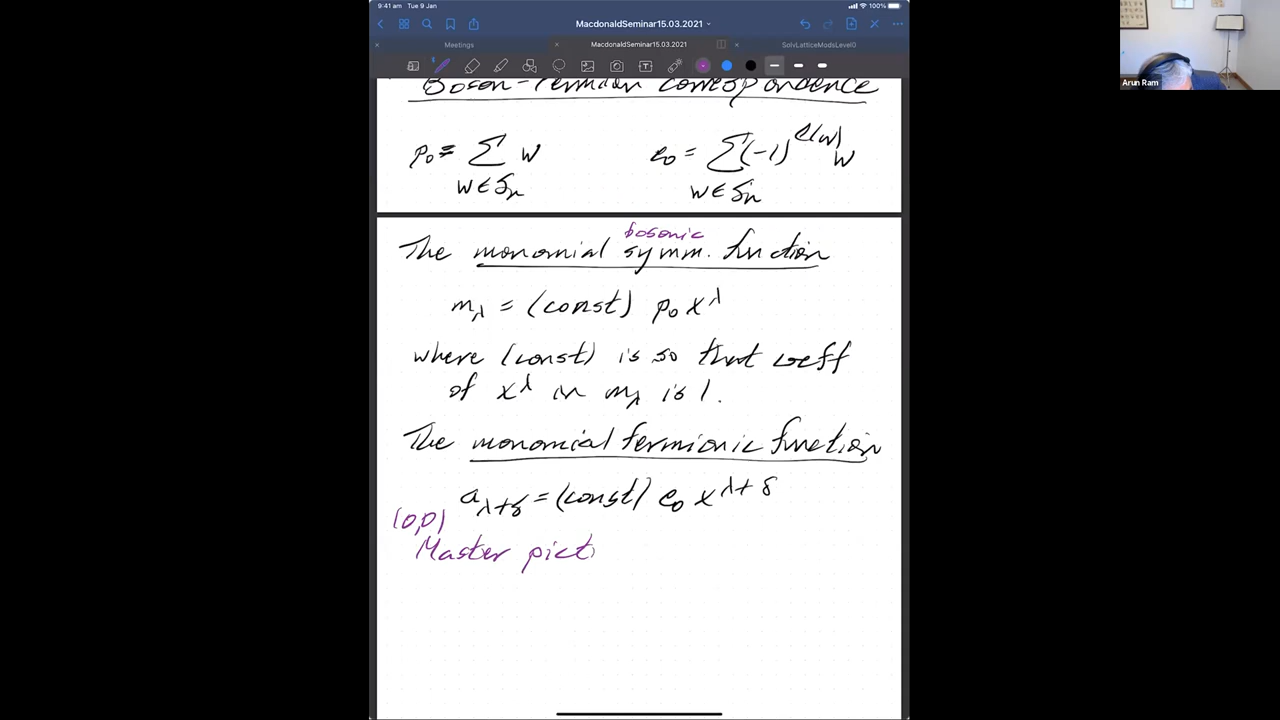 9:41 am Tue 9 Jan
100%
MacdonaldSeminar15.03.2021
Meetings
MacdonaldSeminar15.03.2021
SolvLatticeModsLevel0
Arun Ram
Boson-Fermion correspondence
p₀ = Σ w
w∈Sₙ
e₀ = Σ (-1)^{ℓ(w)} w
w∈Sₙ
bosonic
The monomial symm. function
m_λ = (const) p₀ x^λ
where (const) is so that coeff
of x^λ in m_λ is 1.
The monomial fermionic function
a_{λ+δ} = (const) e₀ x^{λ+δ}
(0,0)
Master pict